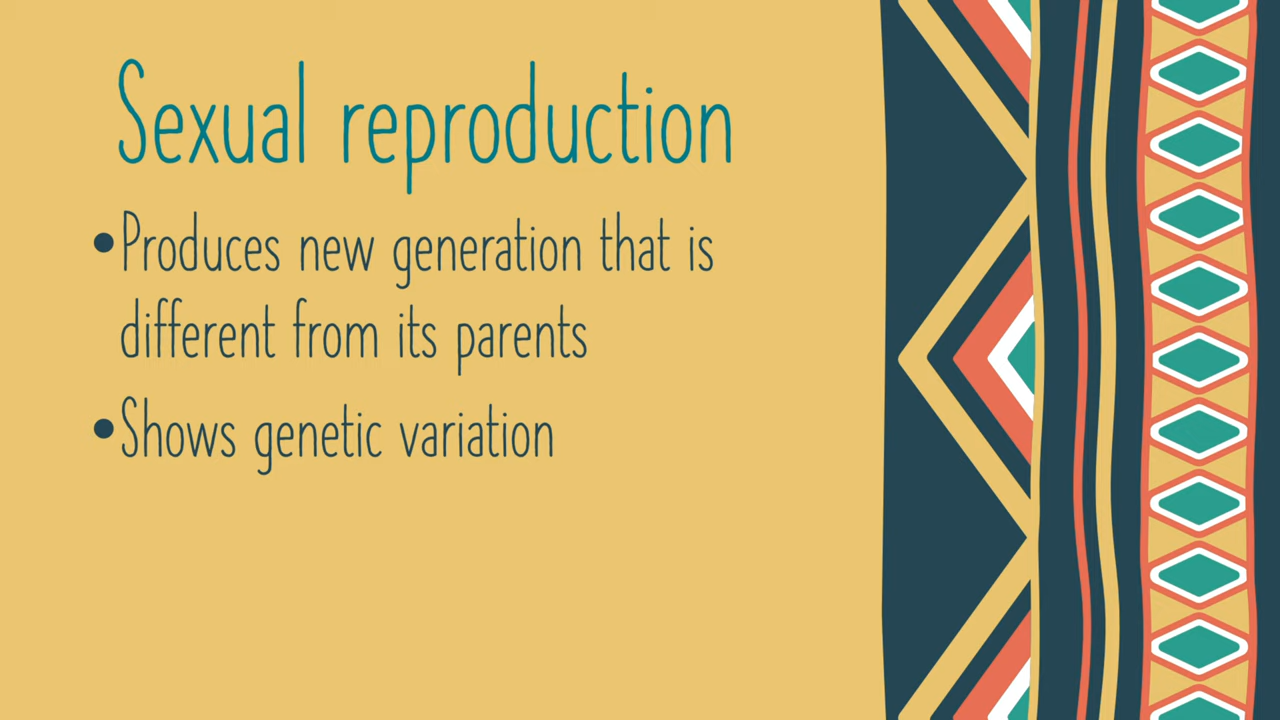 Sexual reproduction
•Produces new generation that is
different from its parents
•Shows genetic variation